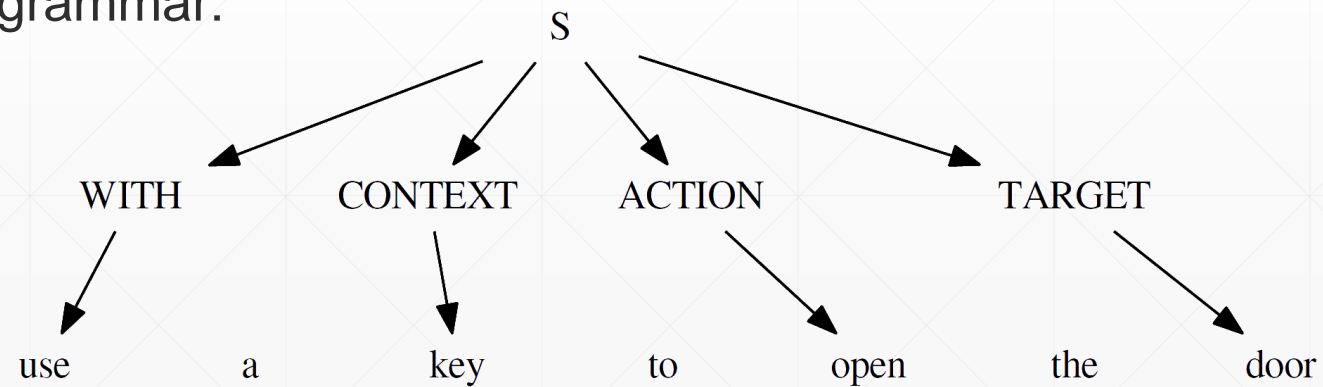 grammar:
S
WITH CONTEXT ACTION TARGET
use a key to open the door